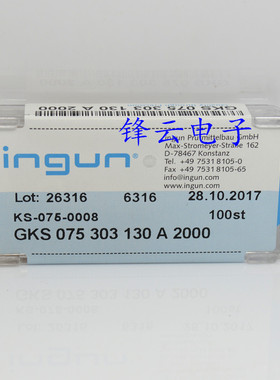 GKS 075 303 130 A 2000
锋云电子
ingun Prüfmittelbau GmbH
Max-Stromeyer-Straße 162
D-78467 Konstanz
Tel. +49 7531 8105-0
Fax +49 7531 8105-65
info@ingun.com
www.ingun.com
ingun®
Lot: 26316 6316 28.10.2017
KS-075-0008 100st
GKS 075 303 130 A 2000